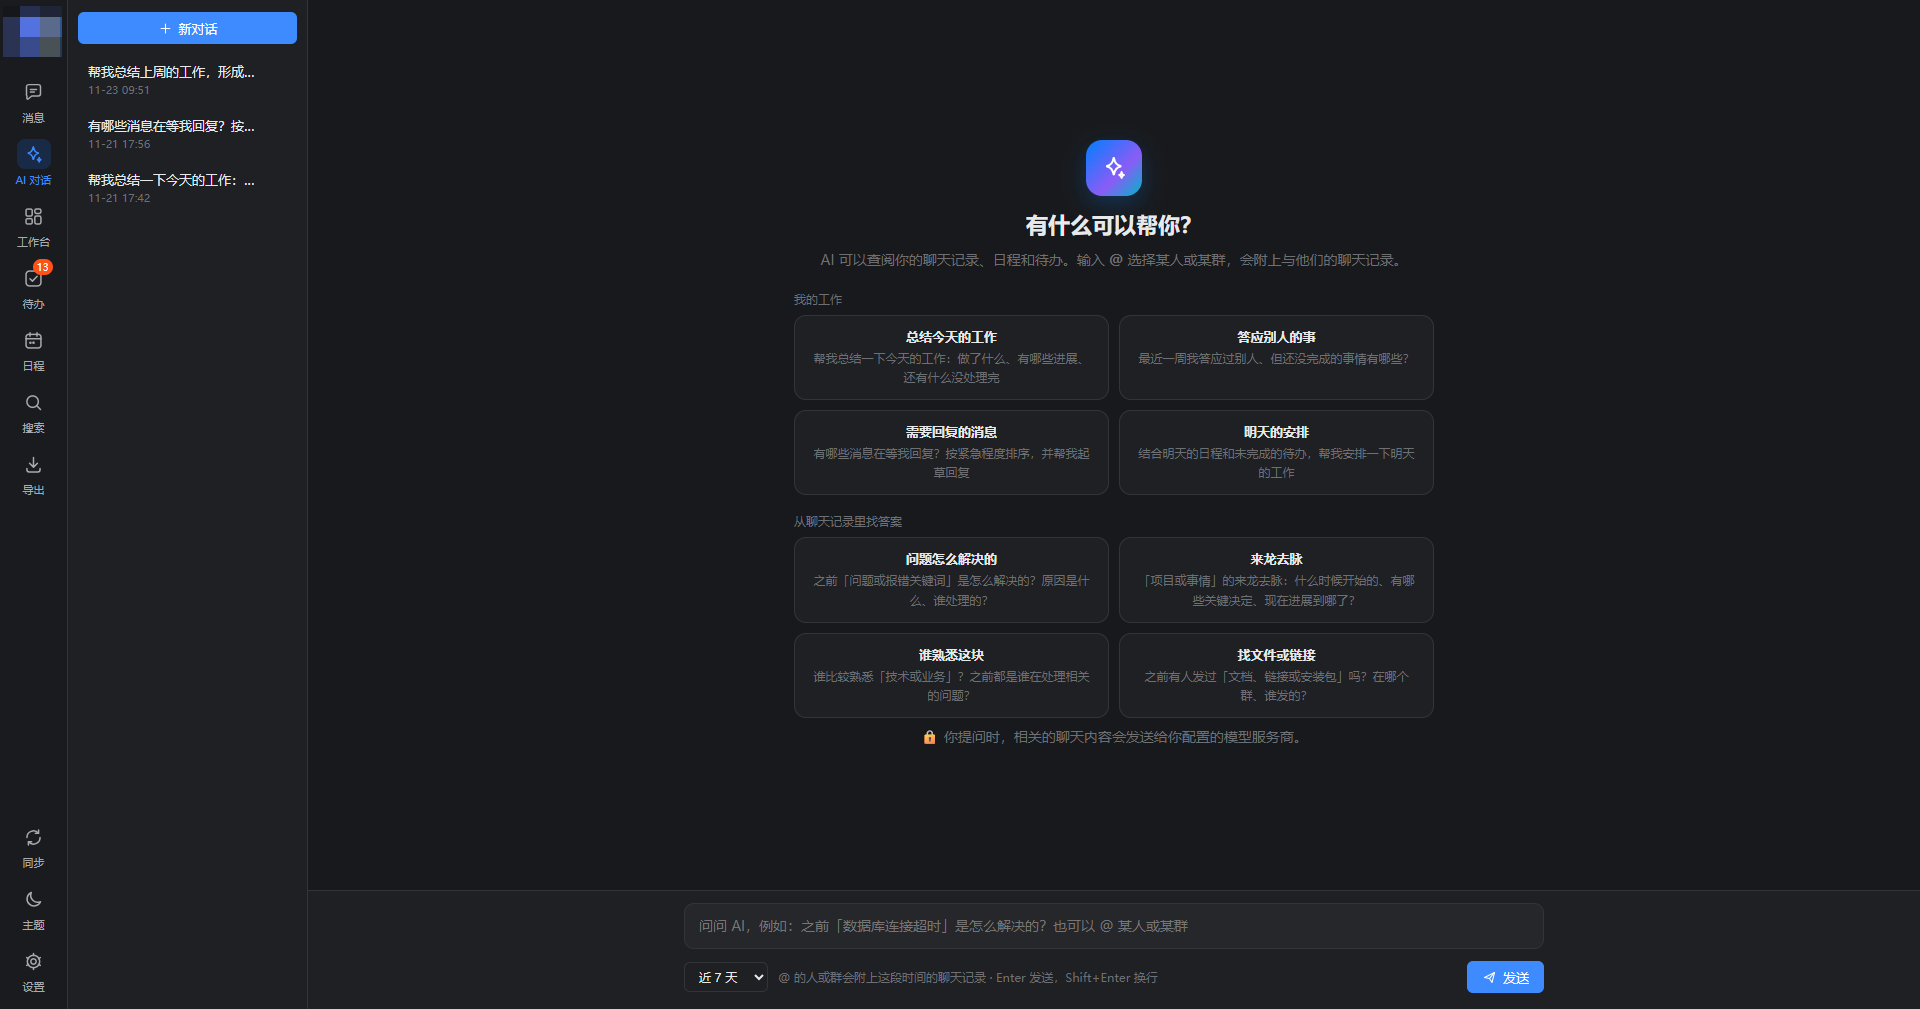 消息
AI 对话
工作台
13
待办
日程
搜索
导出
同步
主题
设置
新对话
帮我总结上周的工作，形成...
11-23 09:51
有哪些消息在等我回复？按...
11-21 17:56
帮我总结一下今天的工作：...
11-21 17:42
有什么可以帮你？
AI 可以查阅你的聊天记录、日程和待办。输入 @ 选择某人或某群，会附上与他们的聊天记录。
我的工作
总结今天的工作
帮我总结一下今天的工作：做了什么、有哪些进展、
还有什么没处理完
答应别人的事
最近一周我答应过别人、但还没完成的事情有哪些？
需要回复的消息
有哪些消息在等我回复？按紧急程度排序，并帮我起
草回复
明天的安排
结合明天的日程和未完成的待办，帮我安排一下明天
的工作
从聊天记录里找答案
问题怎么解决的
之前「问题或报错关键词」是怎么解决的？原因是什
么、谁处理的？
来龙去脉
「项目或事情」的来龙去脉：什么时候开始的、有哪
些关键决定、现在进展到哪了？
谁熟悉这块
谁比较熟悉「技术或业务」？之前都是谁在处理相关
的问题？
找文件或链接
之前有人发过「文档、链接或安装包」吗？在哪个
群、谁发的？
你提问时，相关的聊天内容会发送给你配置的模型服务商。
问问 AI，例如：之前「数据库连接超时」是怎么解决的？也可以 @ 某人或某群
近 7 天
@ 的人或群会附上这段时间的聊天记录 · Enter 发送，Shift+Enter 换行
发送